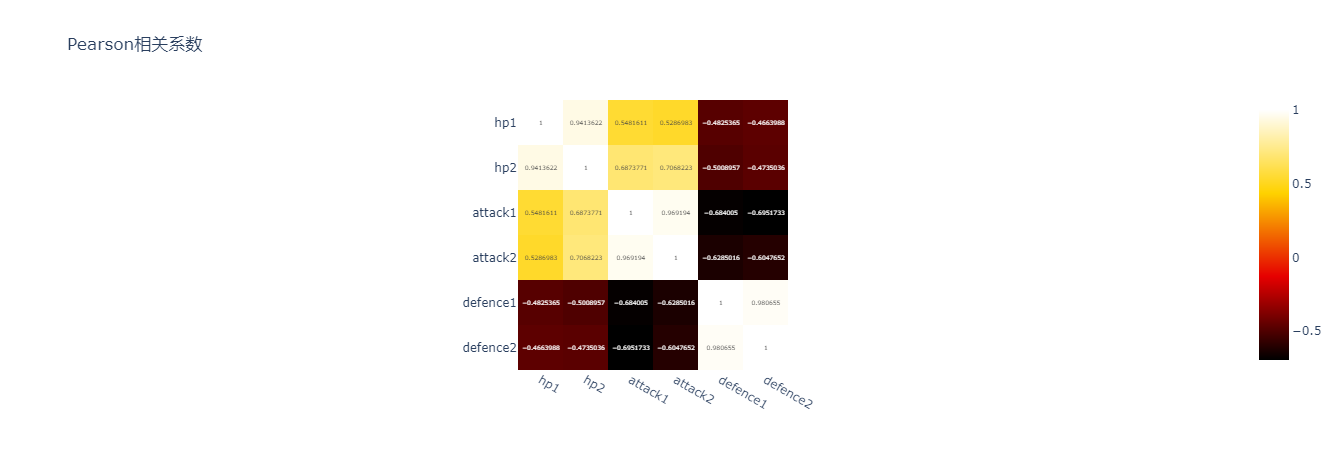 Pearson相关系数
hp1 1 0.9413622 0.5481611 0.5286983 −0.4825365 −0.4663988
hp2 0.9413622 1 0.6873771 0.7068223 −0.5008957 −0.4735036
attack1 0.5481611 0.6873771 1 0.969194 −0.684005 −0.6951733
attack2 0.5286983 0.7068223 0.969194 1 −0.6285016 −0.6047652
defence1 −0.4825365 −0.5008957 −0.684005 −0.6285016 1 0.980655
defence2 −0.4663988 −0.4735036 −0.6951733 −0.6047652 0.980655 1
hp1 hp2 attack1 attack2 defence1 defence2
1
0.5
0
−0.5